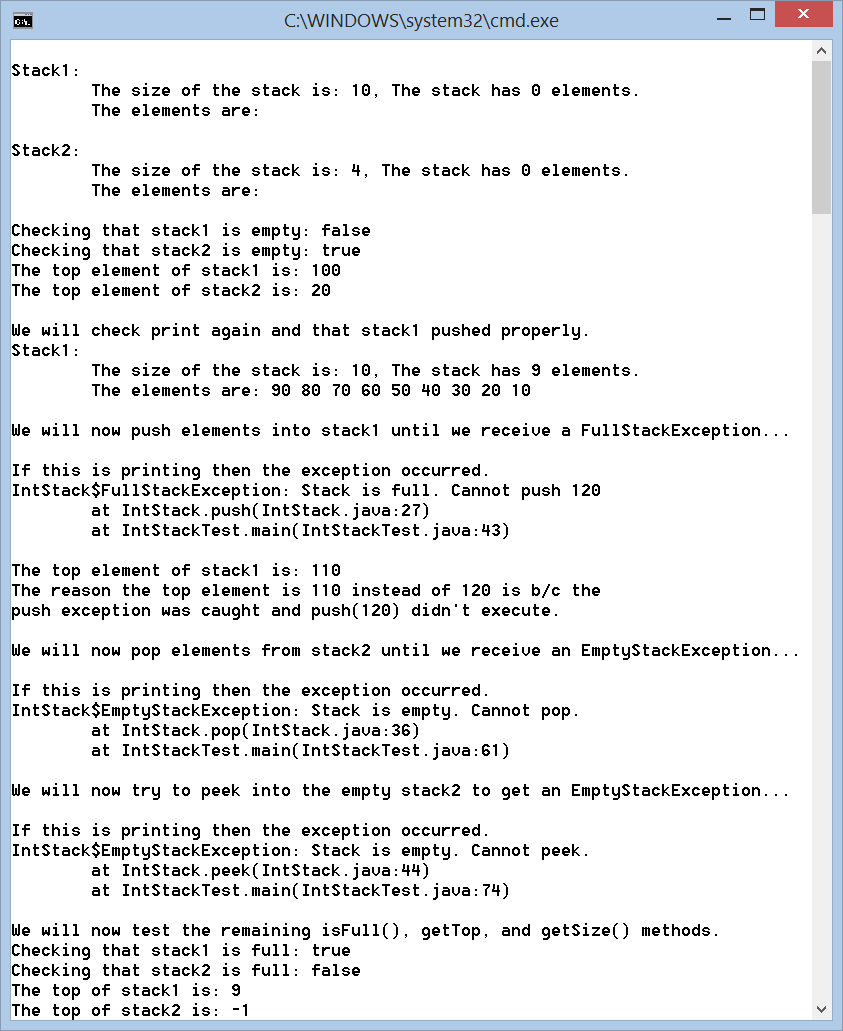 C:\WINDOWS\system32\cmd.exe
Stack1:
The size of the stack is: 10, The stack has 0 elements.
The elements are:
Stack2:
The size of the stack is: 4, The stack has 0 elements.
The elements are:
Checking that stack1 is empty: false
Checking that stack2 is empty: true
The top element of stack1 is: 100
The top element of stack2 is: 20
We will check print again and that stack1 pushed properly.
Stack1:
The size of the stack is: 10, The stack has 9 elements.
The elements are: 90 80 70 60 50 40 30 20 10
We will now push elements into stack1 until we receive a FullStackException...
If this is printing then the exception occurred.
IntStack$FullStackException: Stack is full. Cannot push 120
at IntStack.push(IntStack.java:27)
at IntStackTest.main(IntStackTest.java:43)
The top element of stack1 is: 110
The reason the top element is 110 instead of 120 is b/c the
push exception was caught and push(120) didn't execute.
We will now pop elements from stack2 until we receive an EmptyStackException...
If this is printing then the exception occurred.
IntStack$EmptyStackException: Stack is empty. Cannot pop.
at IntStack.pop(IntStack.java:36)
at IntStackTest.main(IntStackTest.java:61)
We will now try to peek into the empty stack2 to get an EmptyStackException...
If this is printing then the exception occurred.
IntStack$EmptyStackException: Stack is empty. Cannot peek.
at IntStack.peek(IntStack.java:44)
at IntStackTest.main(IntStackTest.java:74)
We will now test the remaining isFull(), getTop, and getSize() methods.
Checking that stack1 is full: true
Checking that stack2 is full: false
The top of stack1 is: 9
The top of stack2 is: -1